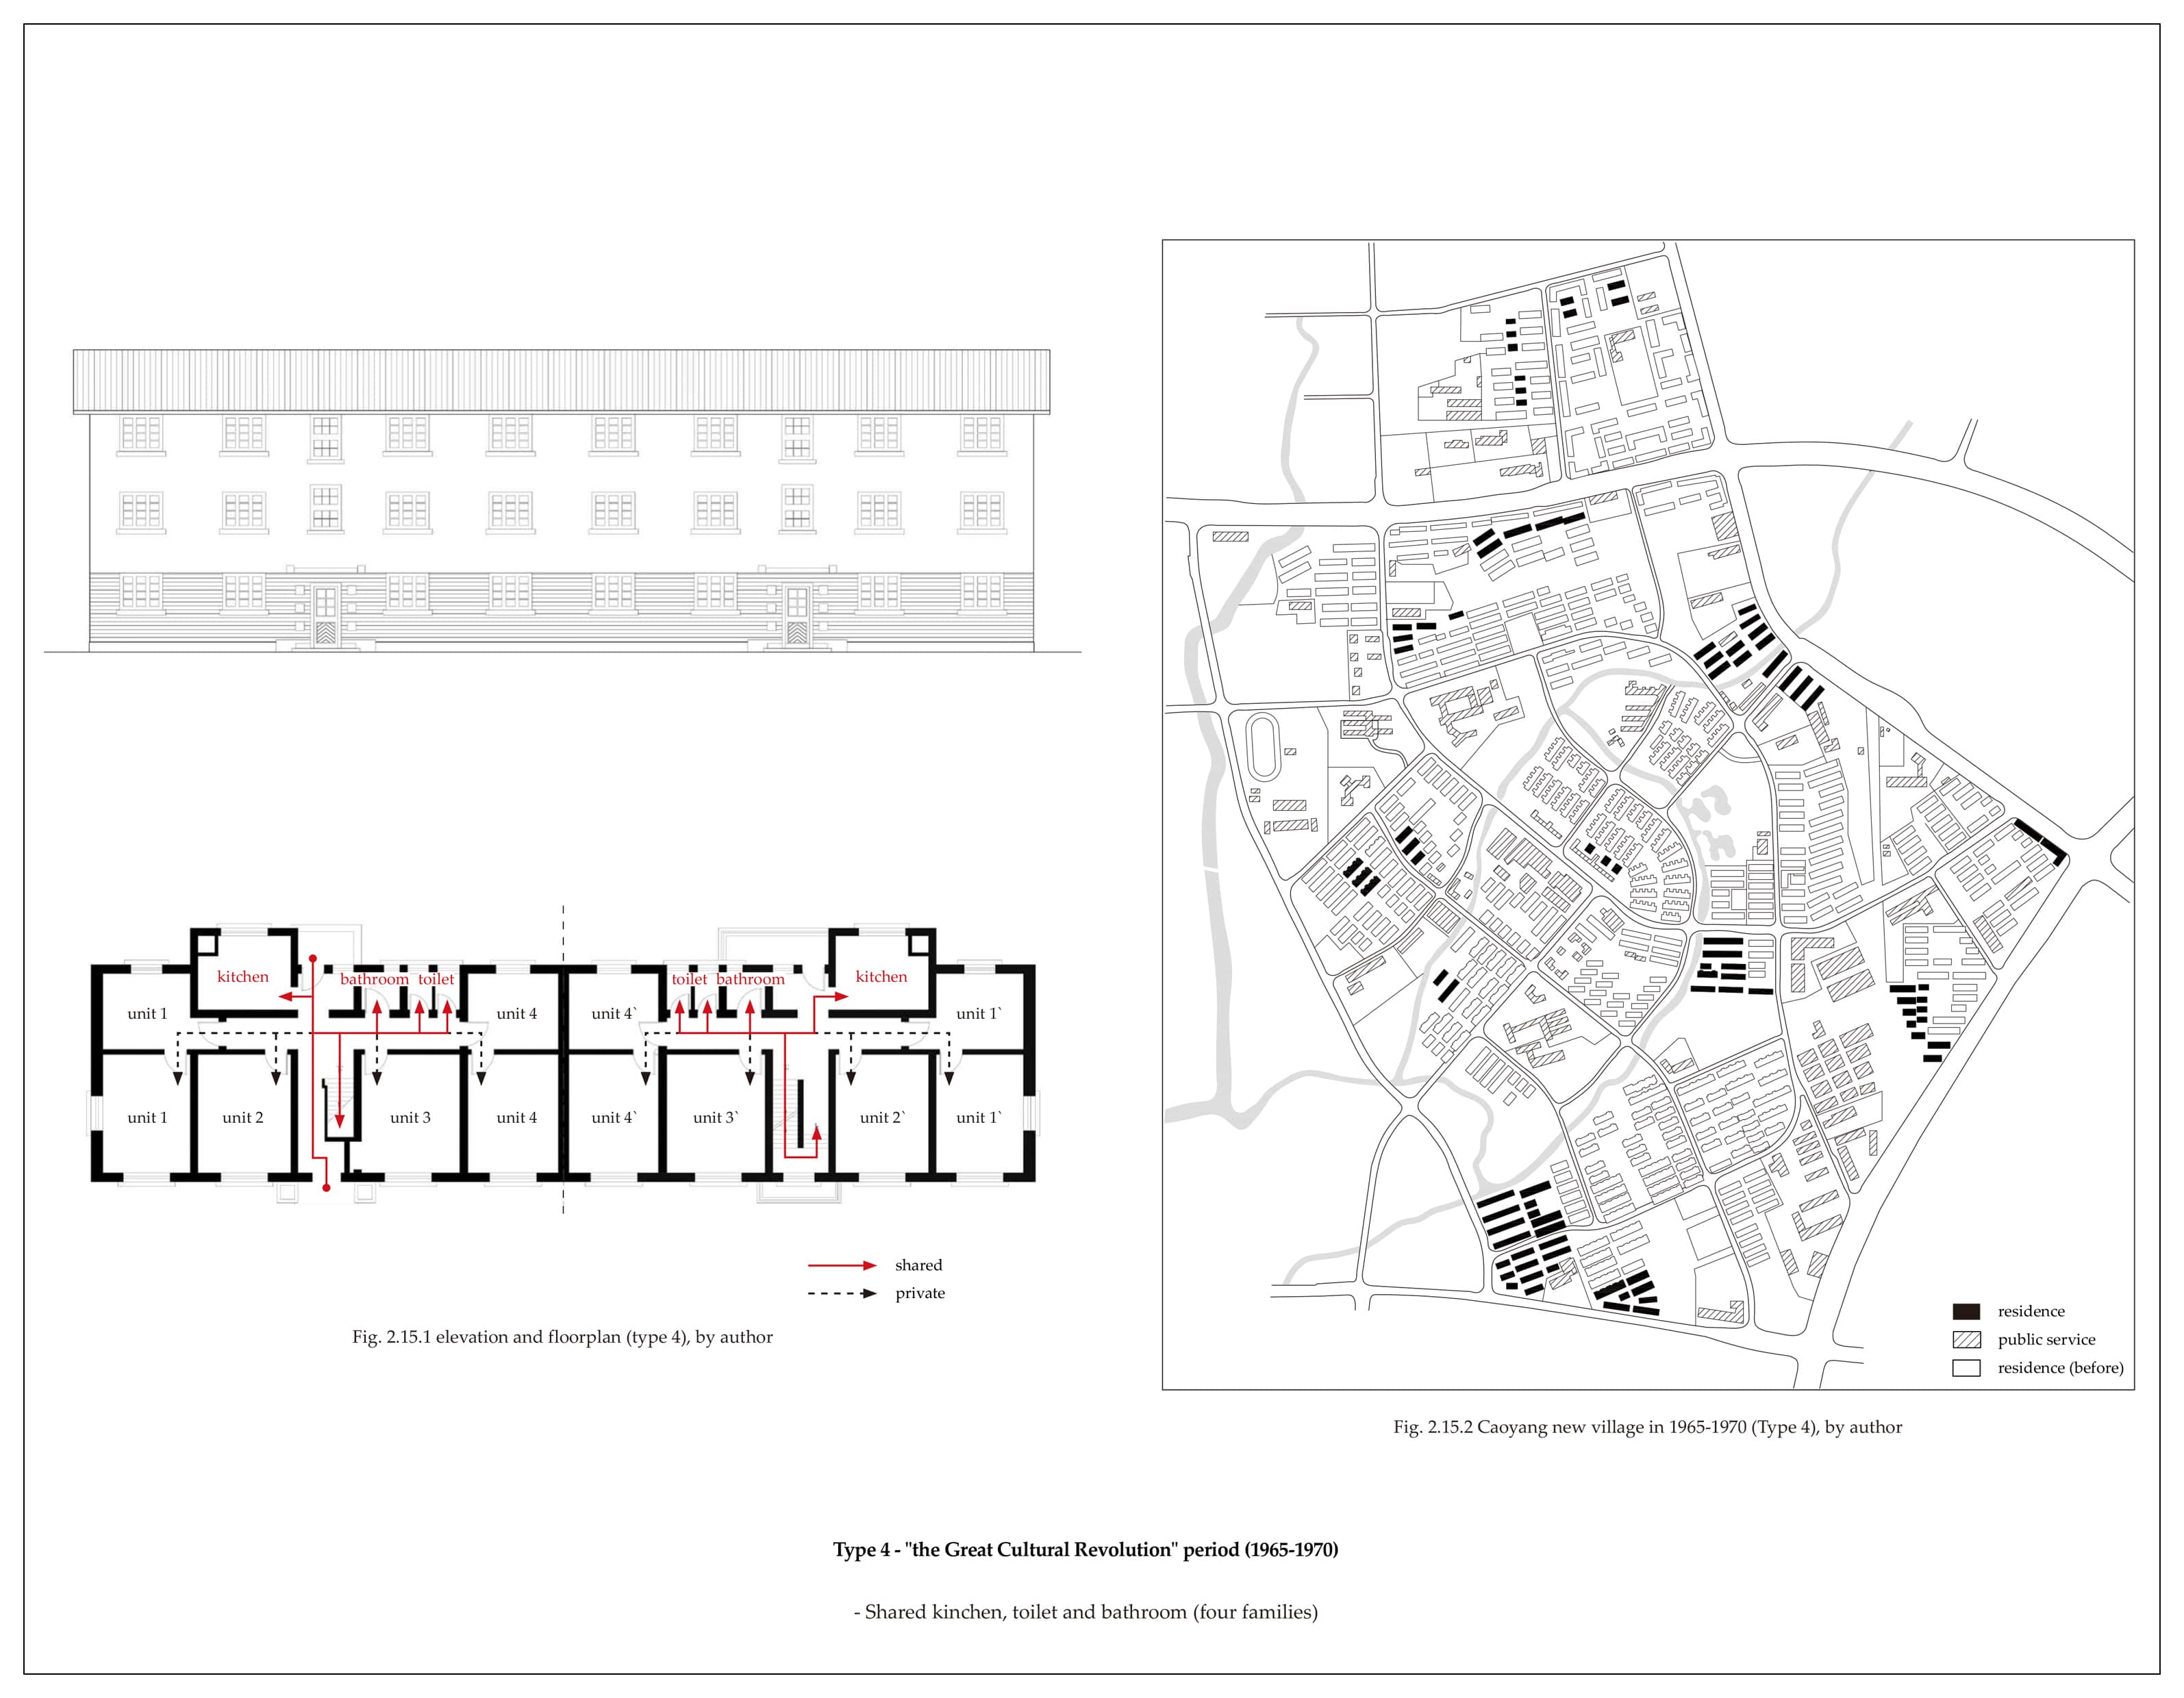 kitchen
bathroom toilet
toilet bathroom
kitchen
unit 1
unit 4
unit 4`
unit 1`
unit 1
unit 2
unit 3
unit 4
unit 4`
unit 3`
unit 2`
unit 1`
shared
private
Fig. 2.15.1 elevation and floorplan (type 4), by author
residence
public service
residence (before)
Fig. 2.15.2 Caoyang new village in 1965-1970 (Type 4), by author
Type 4 - "the Great Cultural Revolution" period (1965-1970)
- Shared kinchen, toilet and bathroom (four families)